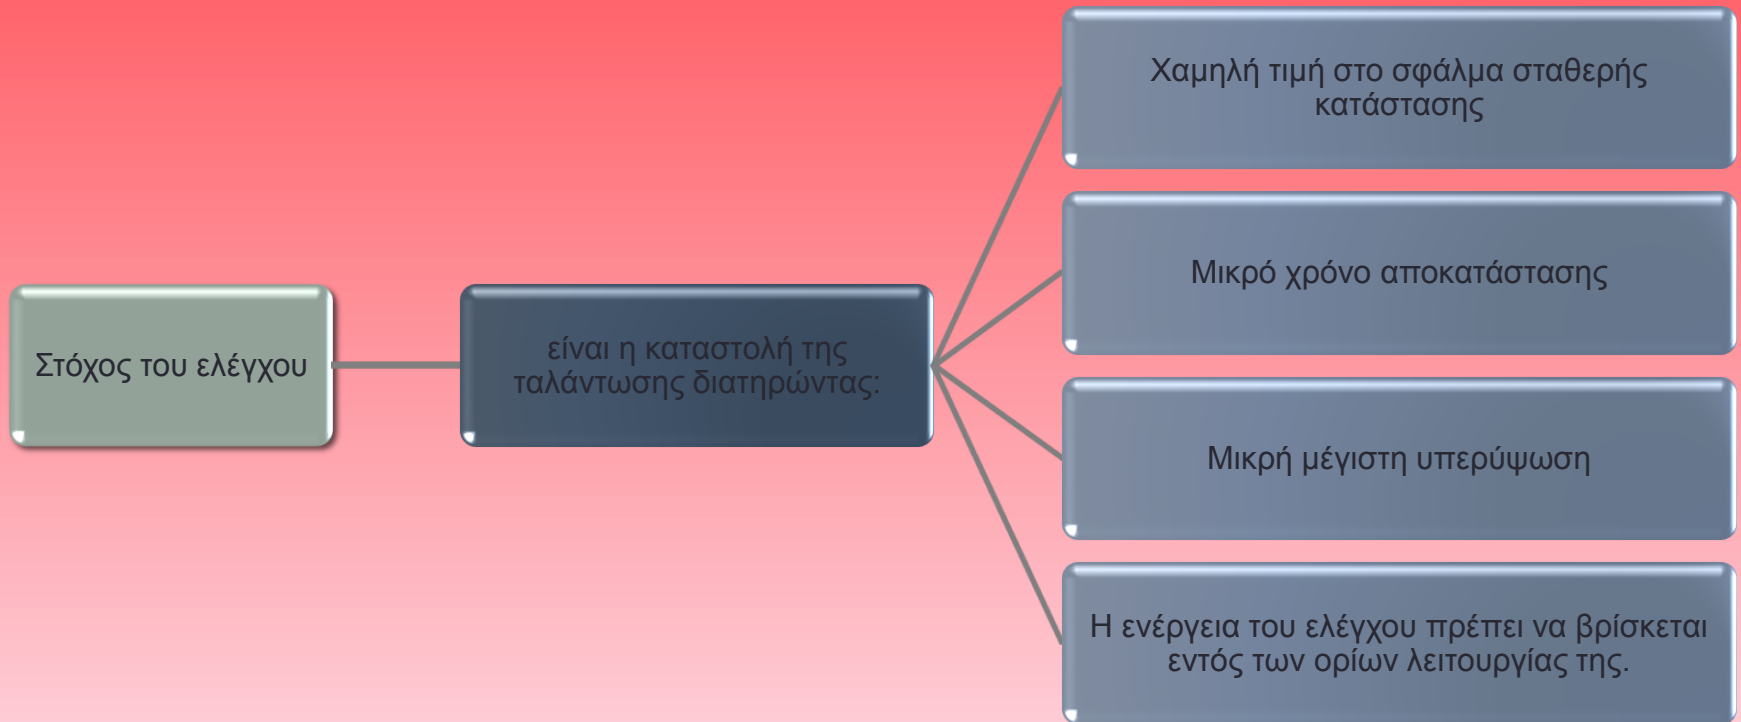 Στόχος του ελέγχου
είναι η καταστολή της
ταλάντωσης διατηρώντας:
Χαμηλή τιμή στο σφάλμα σταθερής
κατάστασης
Μικρό χρόνο αποκατάστασης
Μικρή μέγιστη υπερύψωση
Η ενέργεια του ελέγχου πρέπει να βρίσκεται
εντός των ορίων λειτουργίας της.